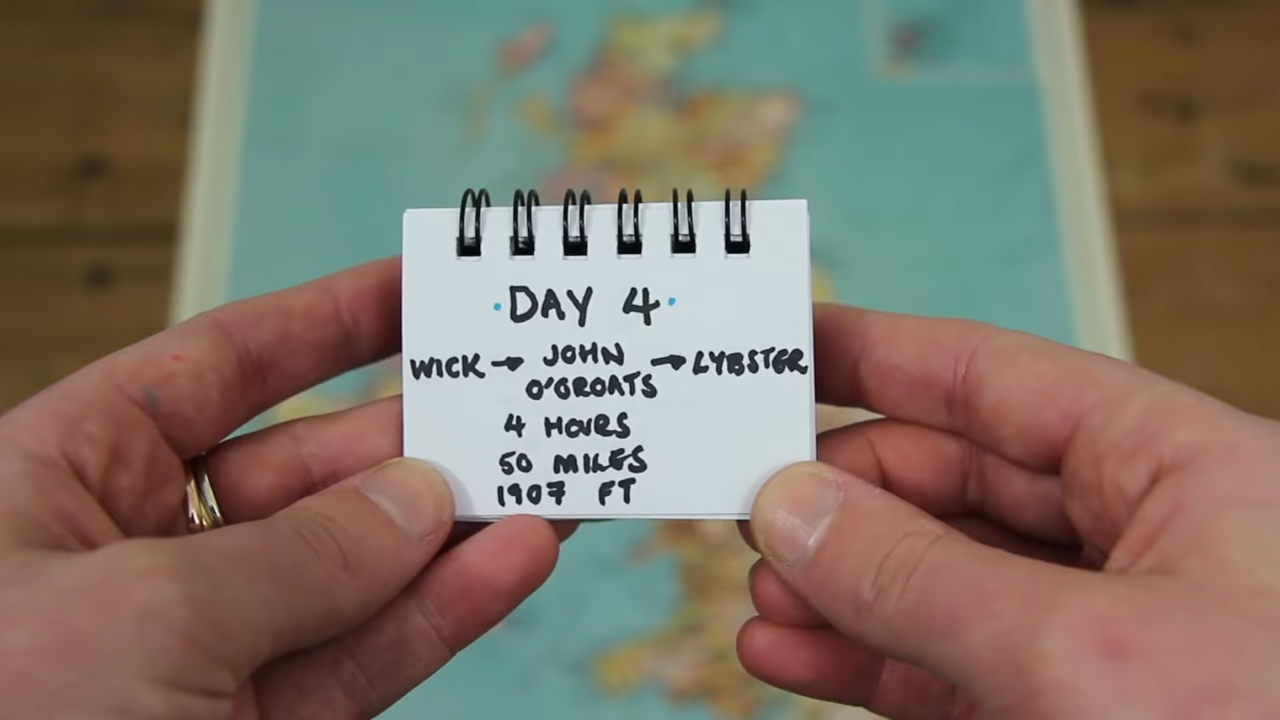 ·DAY 4·
WICK → JOHN O'GROATS → LYBSTER
4 HOURS
50 MILES
1907 FT